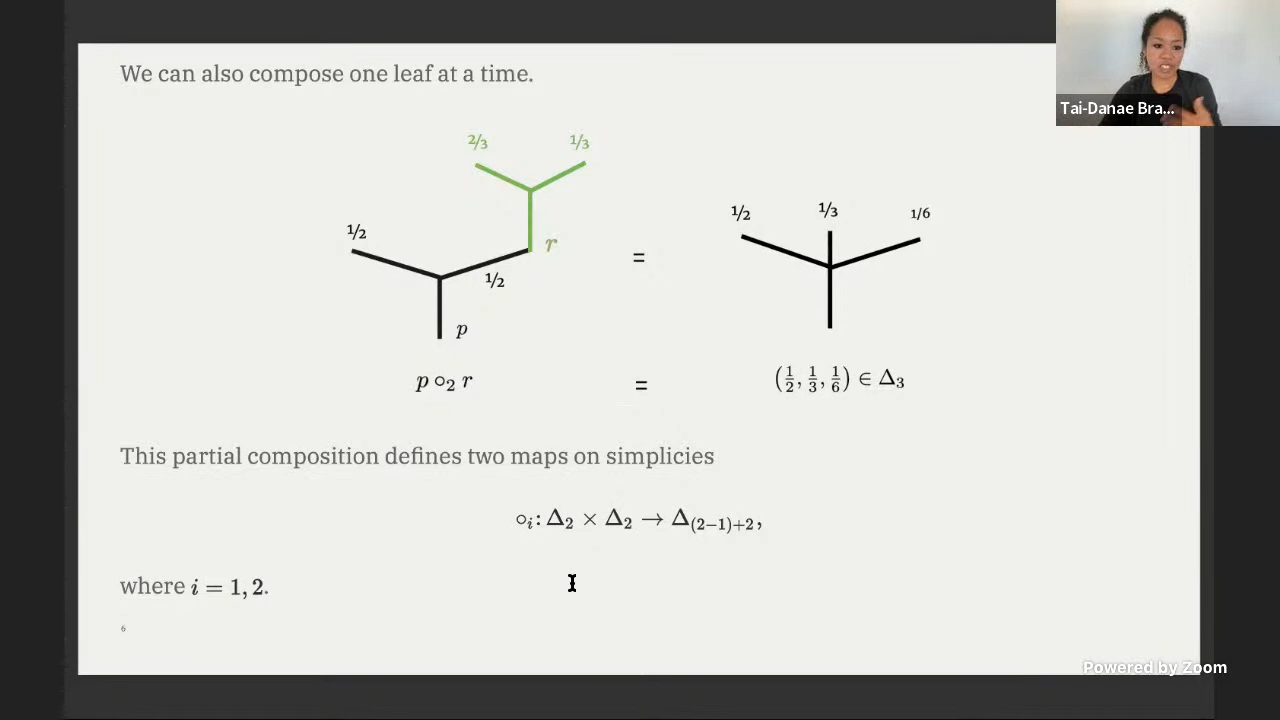 We can also compose one leaf at a time.
Tai-Danae Bra...
2/3 1/3
1/2 r
1/2
p
=
1/2 1/3 1/6
p ∘₂ r = (1/2, 1/3, 1/6) ∈ Δ₃
This partial composition defines two maps on simplicies
∘ᵢ: Δ₂ × Δ₂ → Δ₍₂₋₁₎₊₂,
where i = 1, 2.
6
Powered by Zoom